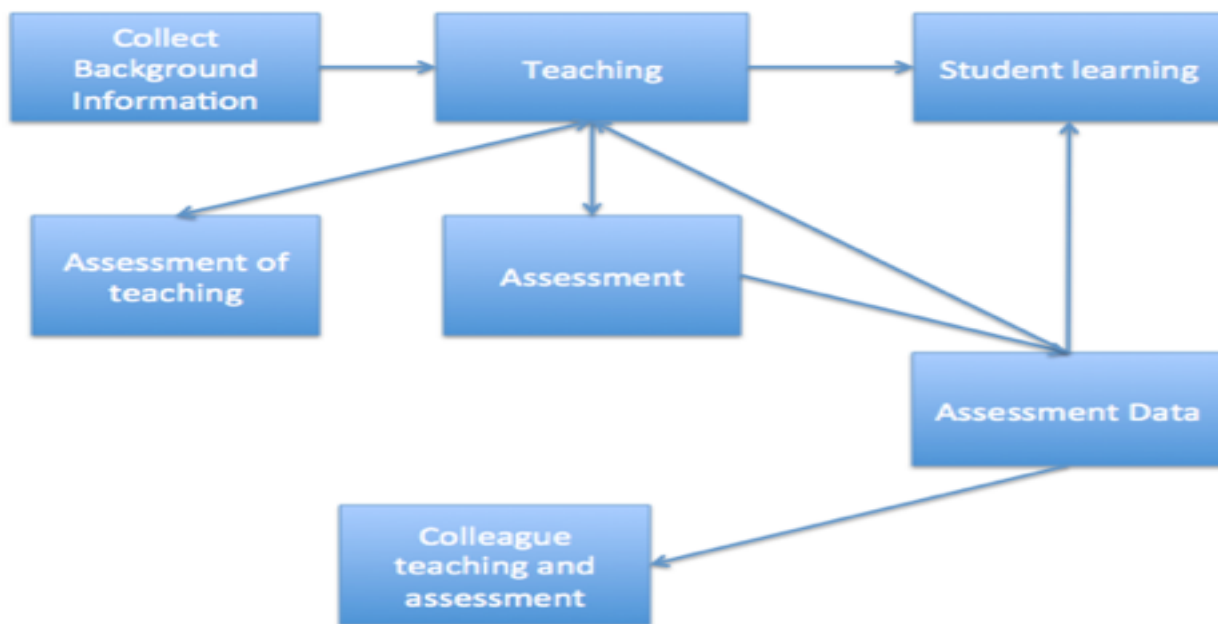 Collect
Background
Information
Teaching
Student learning
Assessment of
teaching
Assessment
Assessment Data
Colleague
teaching and
assessment